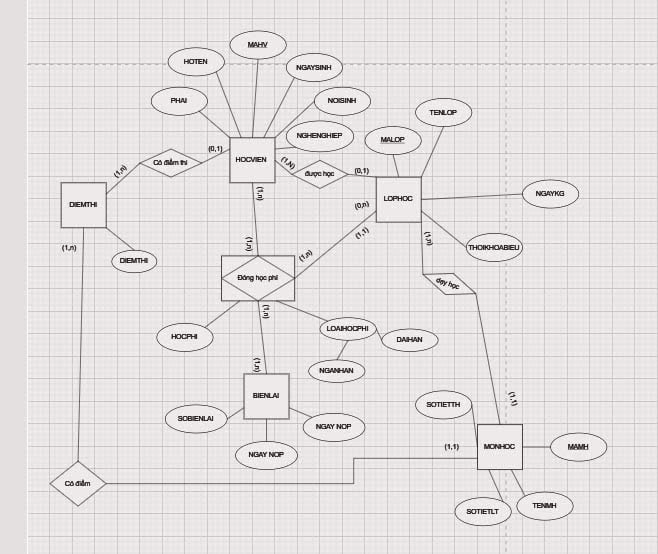 MAHV
HOTEN
NGAYSINH
PHAI
NOISINH
TENLOP
NGHENGHIEP
MALOP
(0,1)
HOCVIEN
(1,N)
Có điểm thi
(1,n)
được học
(0,1)
NGAYKG
(1,n)
LOPHOC
DIEMTHI
(0,n)
(1,1)
(1,n)
(1,n)
(1,n)
THOIKHOABIEU
(1,n)
DIEMTHI
Đóng học phí
dạy học
(1,n)
LOAIHOCPHI
HOCPHI
DAIHAN
(1,n)
NGANHAN
BIENLAI
(1,1)
SOTIETTH
SOBIENLAI
NGAY NOP
(1,1)
MONHOC
MAMH
NGAY NOP
Có điểm
TENMH
SOTIETLT